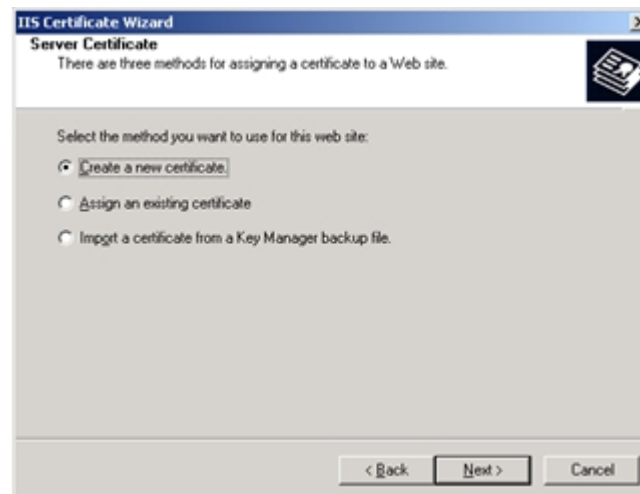 IIS Certificate Wizard
Server Certificate
There are three methods for assigning a certificate to a Web site.
Select the method you want to use for this web site:
Create a new certificate.
Assign an existing certificate
Import a certificate from a Key Manager backup file.
< Back Next > Cancel